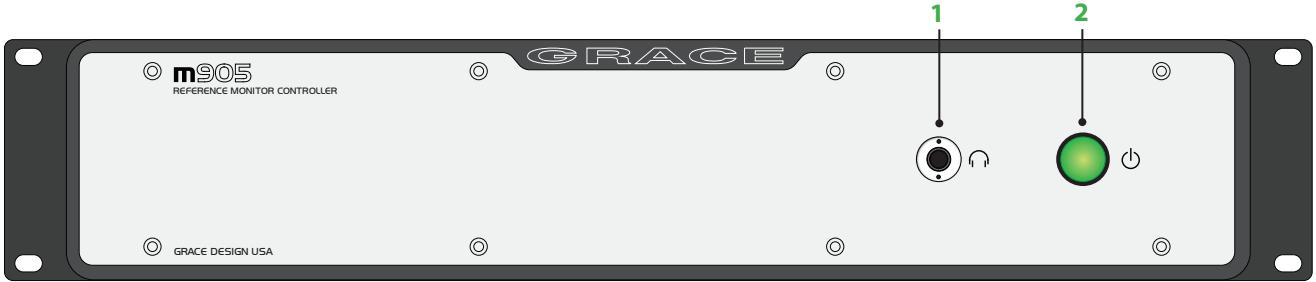 1
2
GRACE
m905
REFERENCE MONITOR CONTROLLER
GRACE DESIGN USA